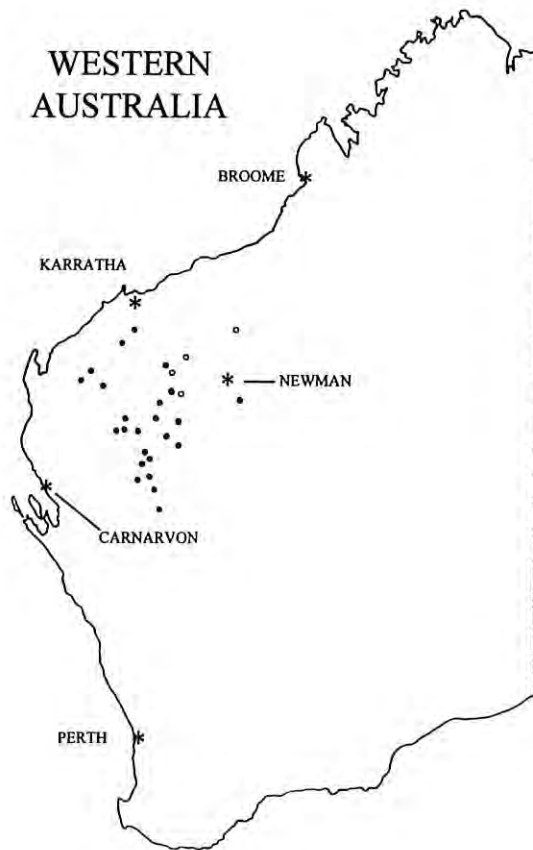 WESTERN
AUSTRALIA
BROOME
KARRATHA
NEWMAN
CARNARVON
PERTH